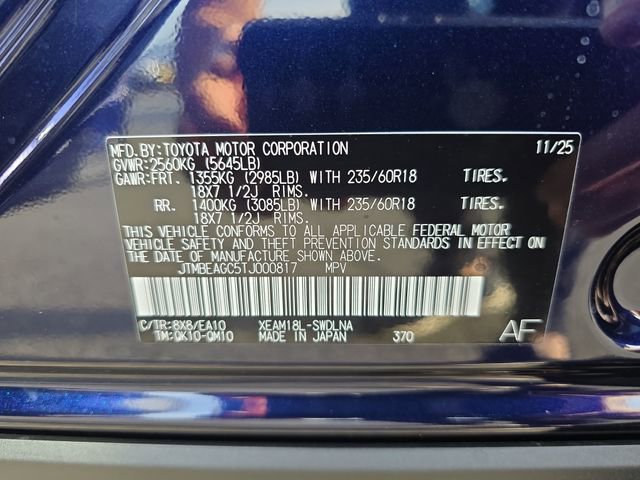 MFD.BY:TOYOTA MOTOR CORPORATION 11/25
GVWR:2560KG (5645LB)
GAWR:FRT. 1355KG (2985LB) WITH 235/60R18 TIRES.
18X7 1/2J RIMS.
RR. 1400KG (3085LB) WITH 235/60R18 TIRES.
18X7 1/2J RIMS.
THIS VEHICLE CONFORMS TO ALL APPLICABLE FEDERAL MOTOR
VEHICLE SAFETY AND THEFT PREVENTION STANDARDS IN EFFECT ON
THE DATE OF MANUFACTURE SHOWN ABOVE.
JTMBEAGC5TJ000817 MPV
C/TR:8X8/EA10 XEAM18L-SWDLNA
TM:QK10-QM10 MADE IN JAPAN 370 AF